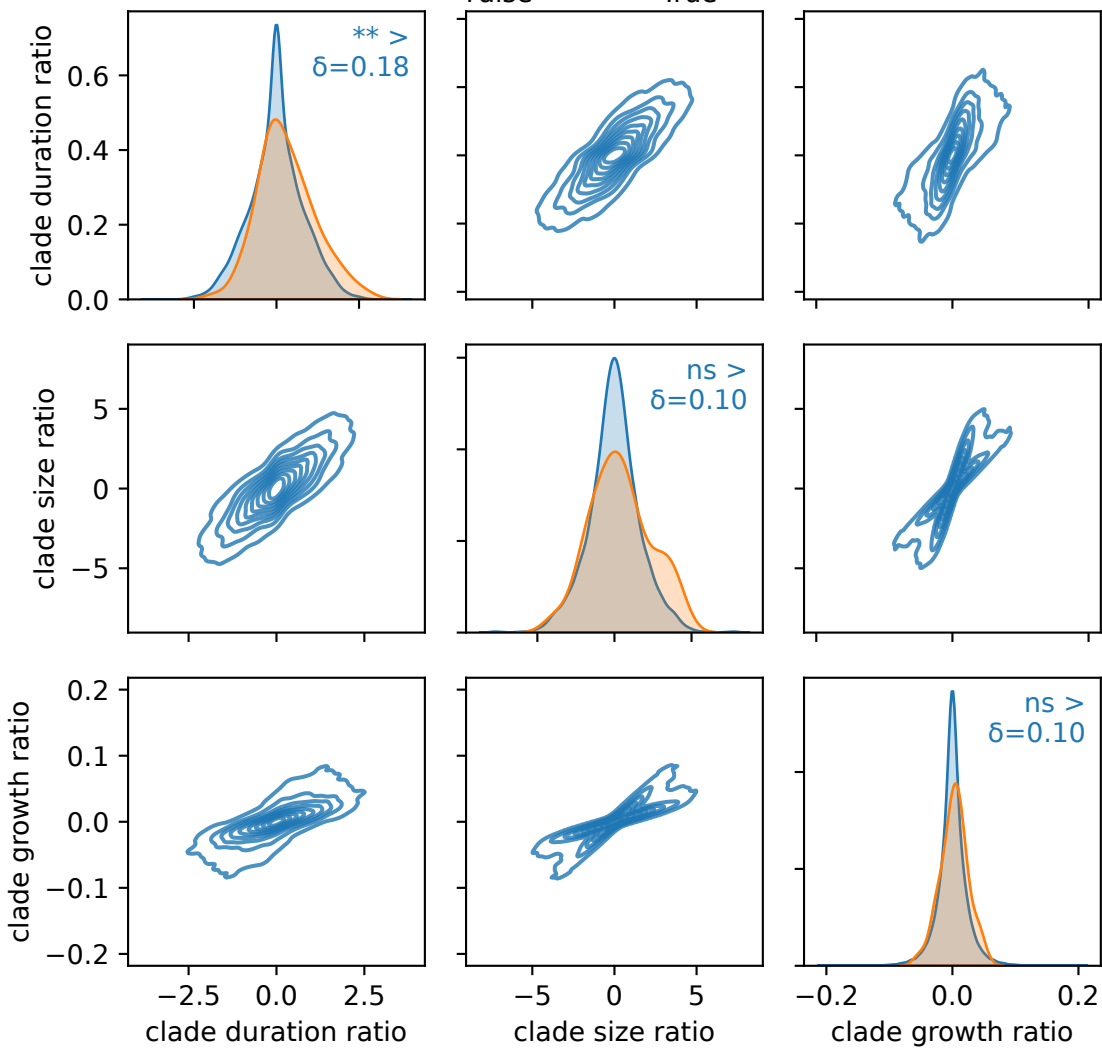 ** >
δ=0.18
clade duration ratio
0.6
0.4
0.2
0.0
ns >
δ=0.10
clade size ratio
5
0
−5
ns >
δ=0.10
clade growth ratio
0.2
0.1
0.0
−0.1
−0.2
−2.5 0.0 2.5
−5 0 5
−0.2 0.0 0.2
clade duration ratio
clade size ratio
clade growth ratio